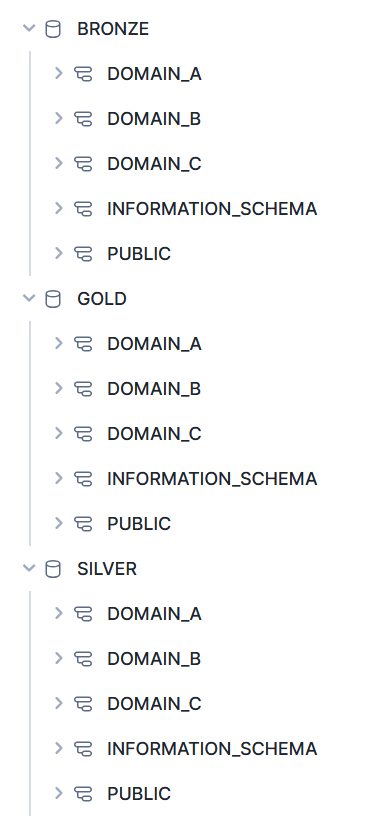 BRONZE
DOMAIN_A
DOMAIN_B
DOMAIN_C
INFORMATION_SCHEMA
PUBLIC
GOLD
DOMAIN_A
DOMAIN_B
DOMAIN_C
INFORMATION_SCHEMA
PUBLIC
SILVER
DOMAIN_A
DOMAIN_B
DOMAIN_C
INFORMATION_SCHEMA
PUBLIC